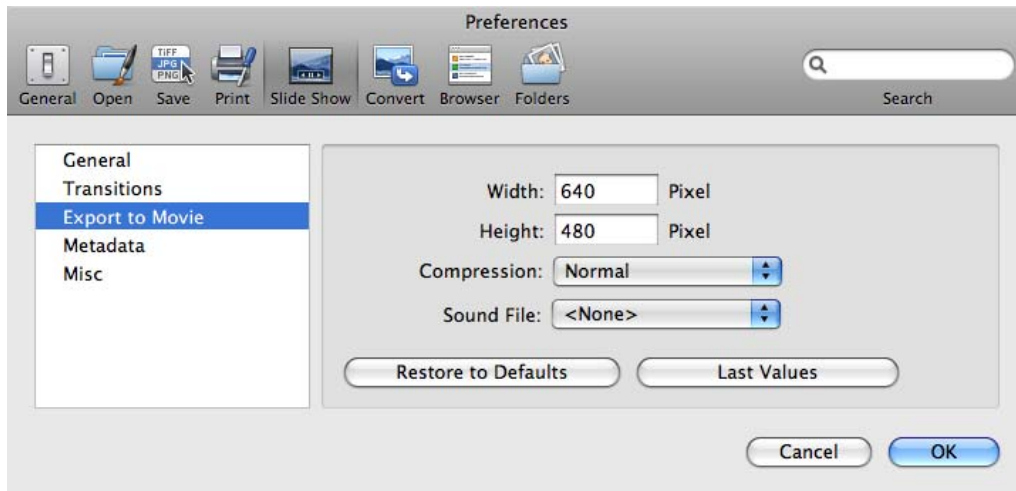 Preferences
TIFF
JPG
PNG
General Open Save Print Slide Show Convert Browser Folders Search
General
Transitions
Export to Movie
Metadata
Misc
Width: 640 Pixel
Height: 480 Pixel
Compression: Normal
Sound File: <None>
Restore to Defaults Last Values
Cancel OK